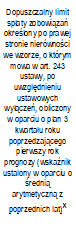 Dopuszczalny limit
spłaty zobowiązań
określony po prawej
stronie nierówności
we wzorze, o którym
mowa w art. 243
ustawy, po
uwzględnieniu
ustawowych
wyłączeń, obliczony
w oparciu o plan 3
kwartału roku
poprzedzającego
pierwszy rok
prognozy (wskaźnik
ustalony w oparciu o
średnią
arytmetyczną z
poprzednich lat)x